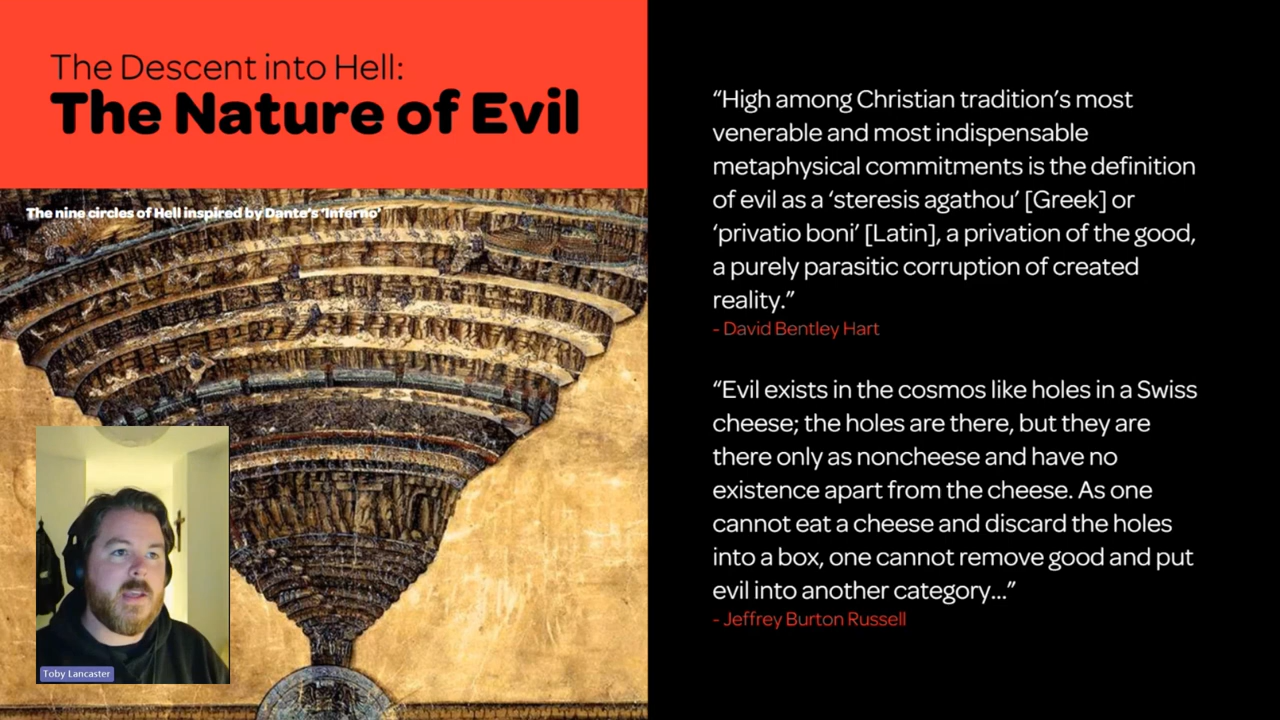 The Descent into Hell:
The Nature of Evil
The nine circles of Hell inspired by Dante's 'Inferno'
Toby Lancaster
“High among Christian tradition’s most
venerable and most indispensable
metaphysical commitments is the definition
of evil as a ‘steresis agathou’ [Greek] or
‘privatio boni’ [Latin], a privation of the good,
a purely parasitic corruption of created
reality.”
- David Bentley Hart
“Evil exists in the cosmos like holes in a Swiss
cheese; the holes are there, but they are
there only as noncheese and have no
existence apart from the cheese. As one
cannot eat a cheese and discard the holes
into a box, one cannot remove good and put
evil into another category...”
- Jeffrey Burton Russell